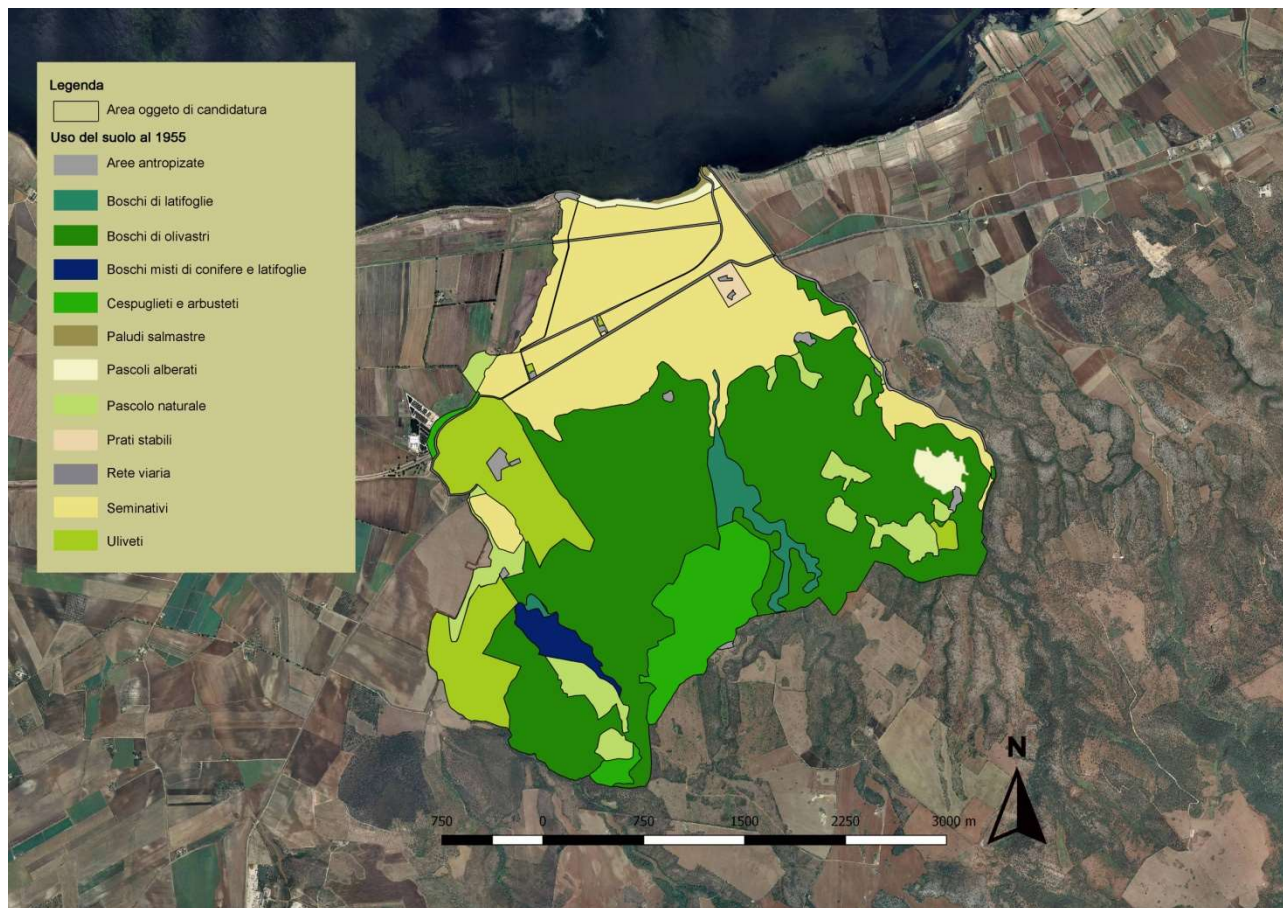 Legenda
Area oggeto di candidatura
Uso del suolo al 1955
Aree antropizzate
Boschi di latifoglie
Boschi di olivastri
Boschi misti di conifere e latifoglie
Cespuglieti e arbusteti
Paludi salmastre
Pascoli alberati
Pascolo naturale
Prati stabili
Rete viaria
Seminativi
Uliveti
N
750 0 750 1500 2250 3000 m